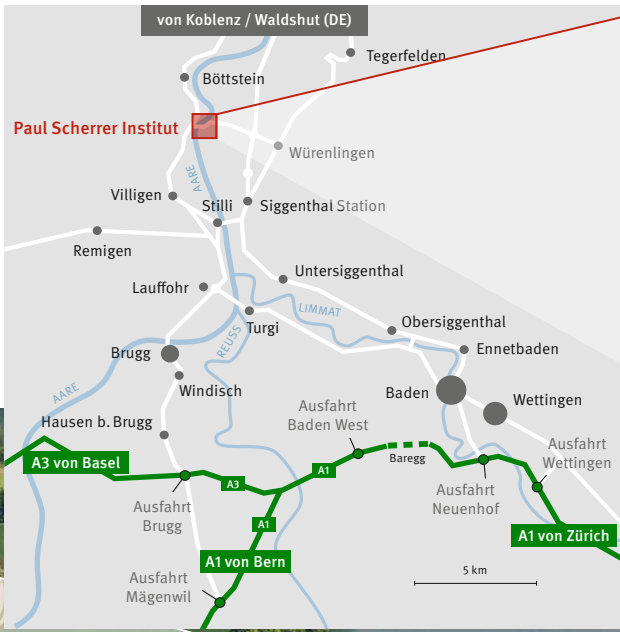 von Koblenz / Waldshut (DE)
Tegerfelden
Böttstein
Paul Scherrer Institut
Würenlingen
AARE
Villigen
Stilli
Siggenthal Station
Remigen
Untersiggenthal
Lauffohr
LIMMAT
Turgi
Obersiggenthal
REUSS
Ennetbaden
Brugg
AARE
Windisch
Baden
Wettingen
Ausfahrt
Baden West
Hausen b. Brugg
Ausfahrt
Wettingen
A3 von Basel
Baregg
A1
A3
Ausfahrt
Neuenhof
Ausfahrt
Brugg
A1
A1 von Zürich
A1 von Bern
5 km
Ausfahrt
Mägenwil